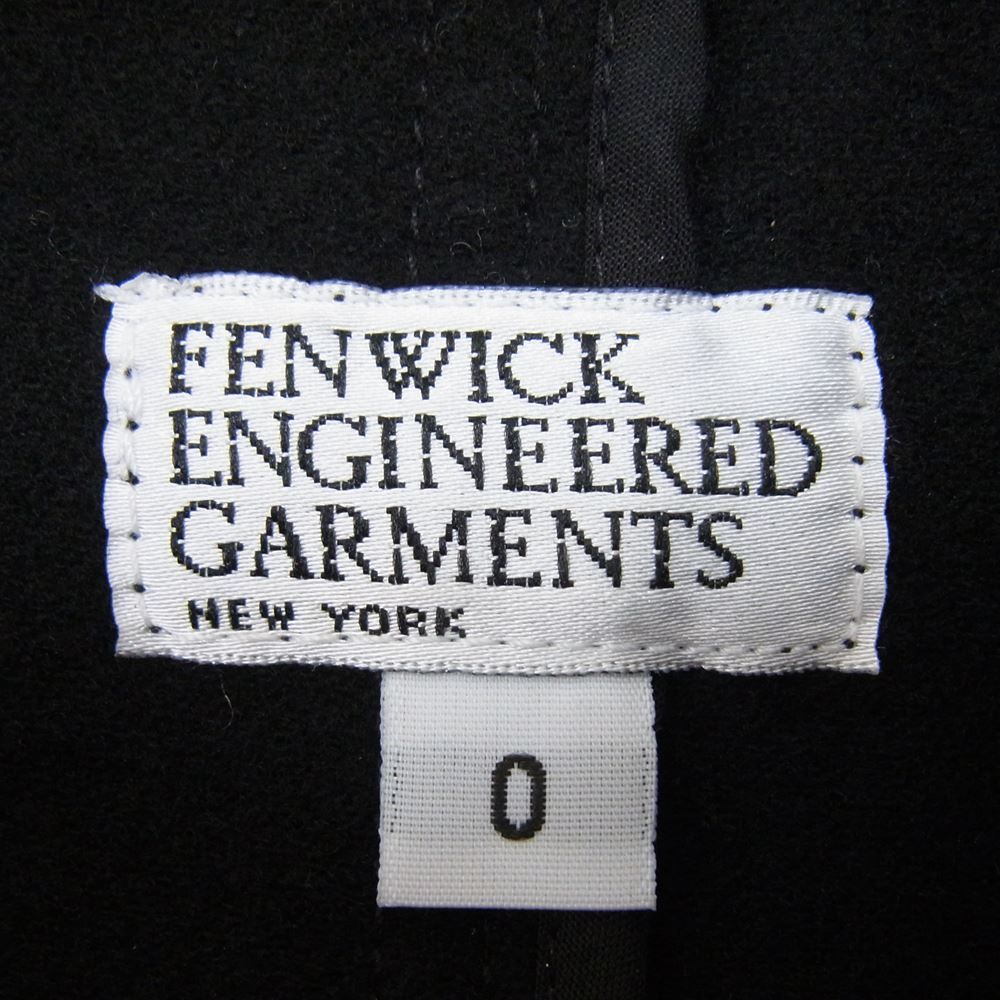 FENWICK
ENGINEERED
GARMENTS
NEW YORK
0